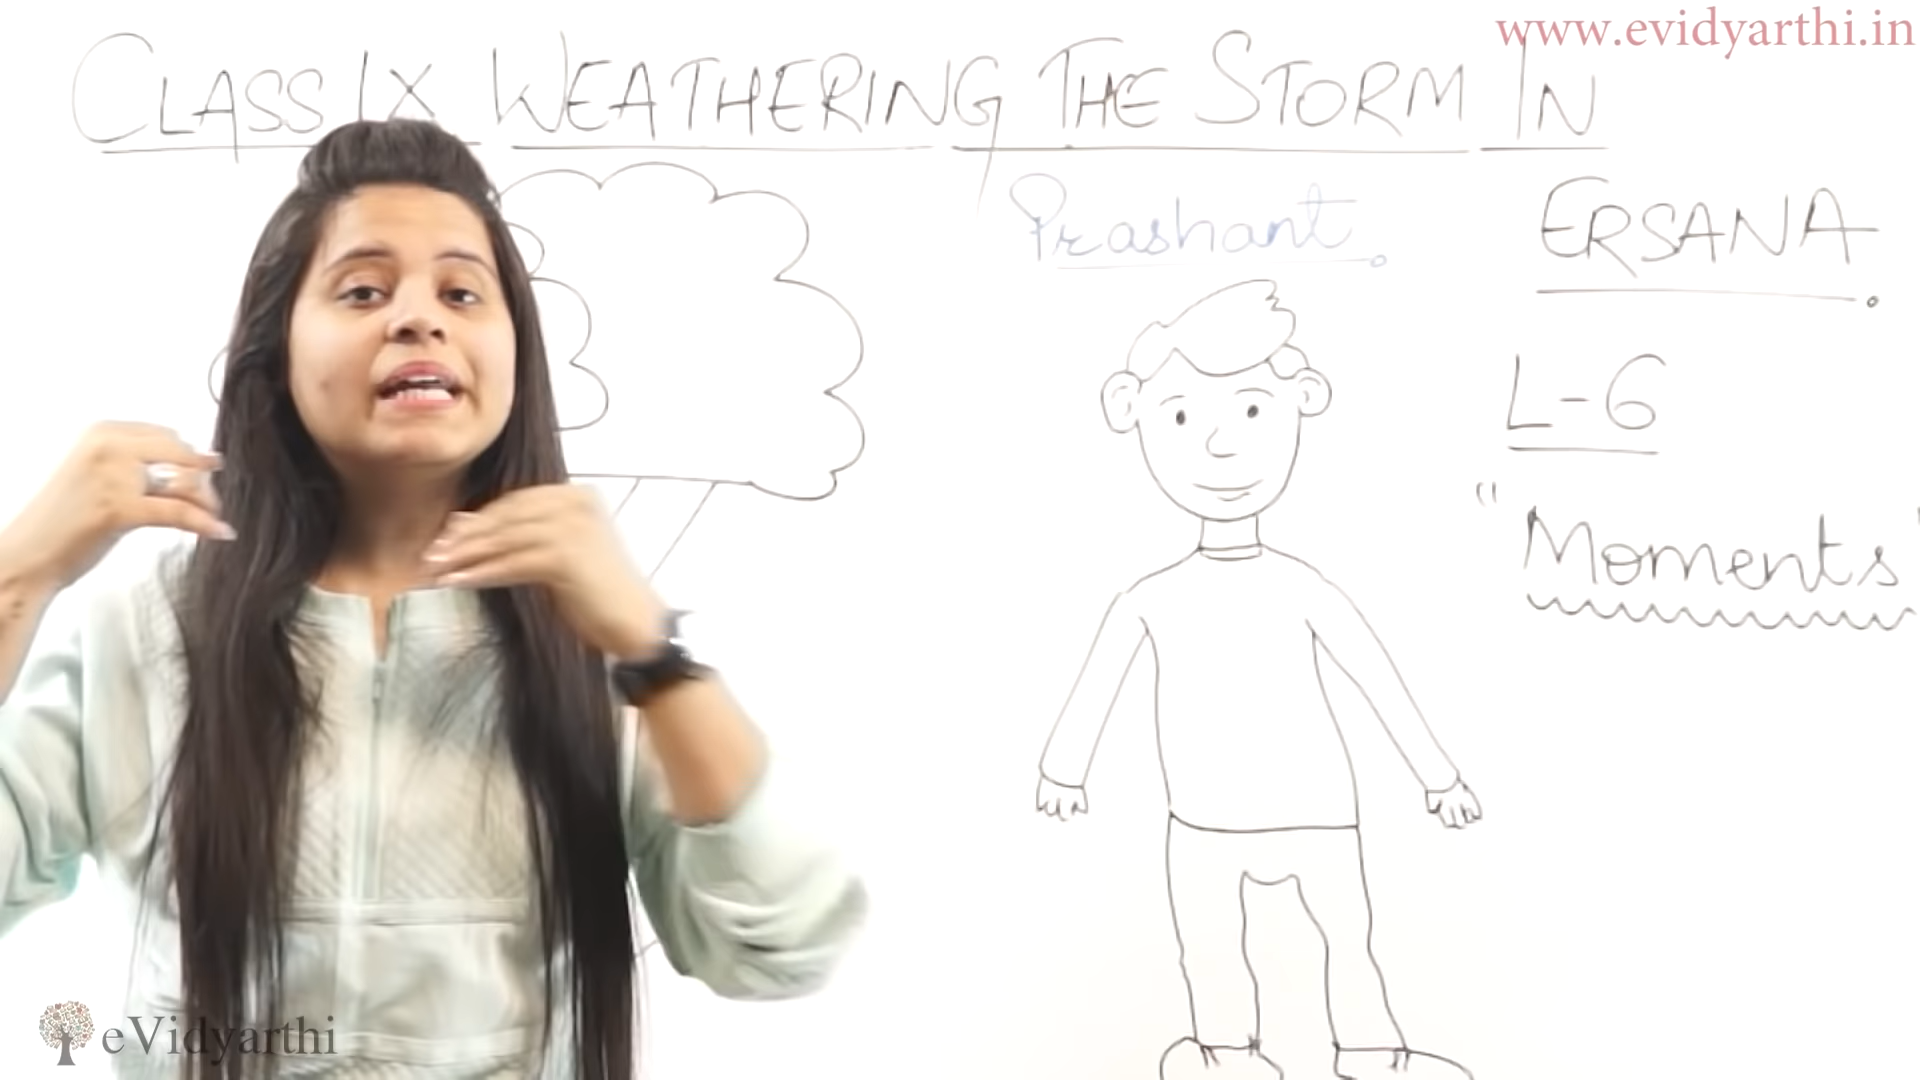 www.evidyarthi.in
CLASS IX WEATHERING THE STORM IN
Prashant.
ERSANA.
L-6
"Moments"
eVidyarthi